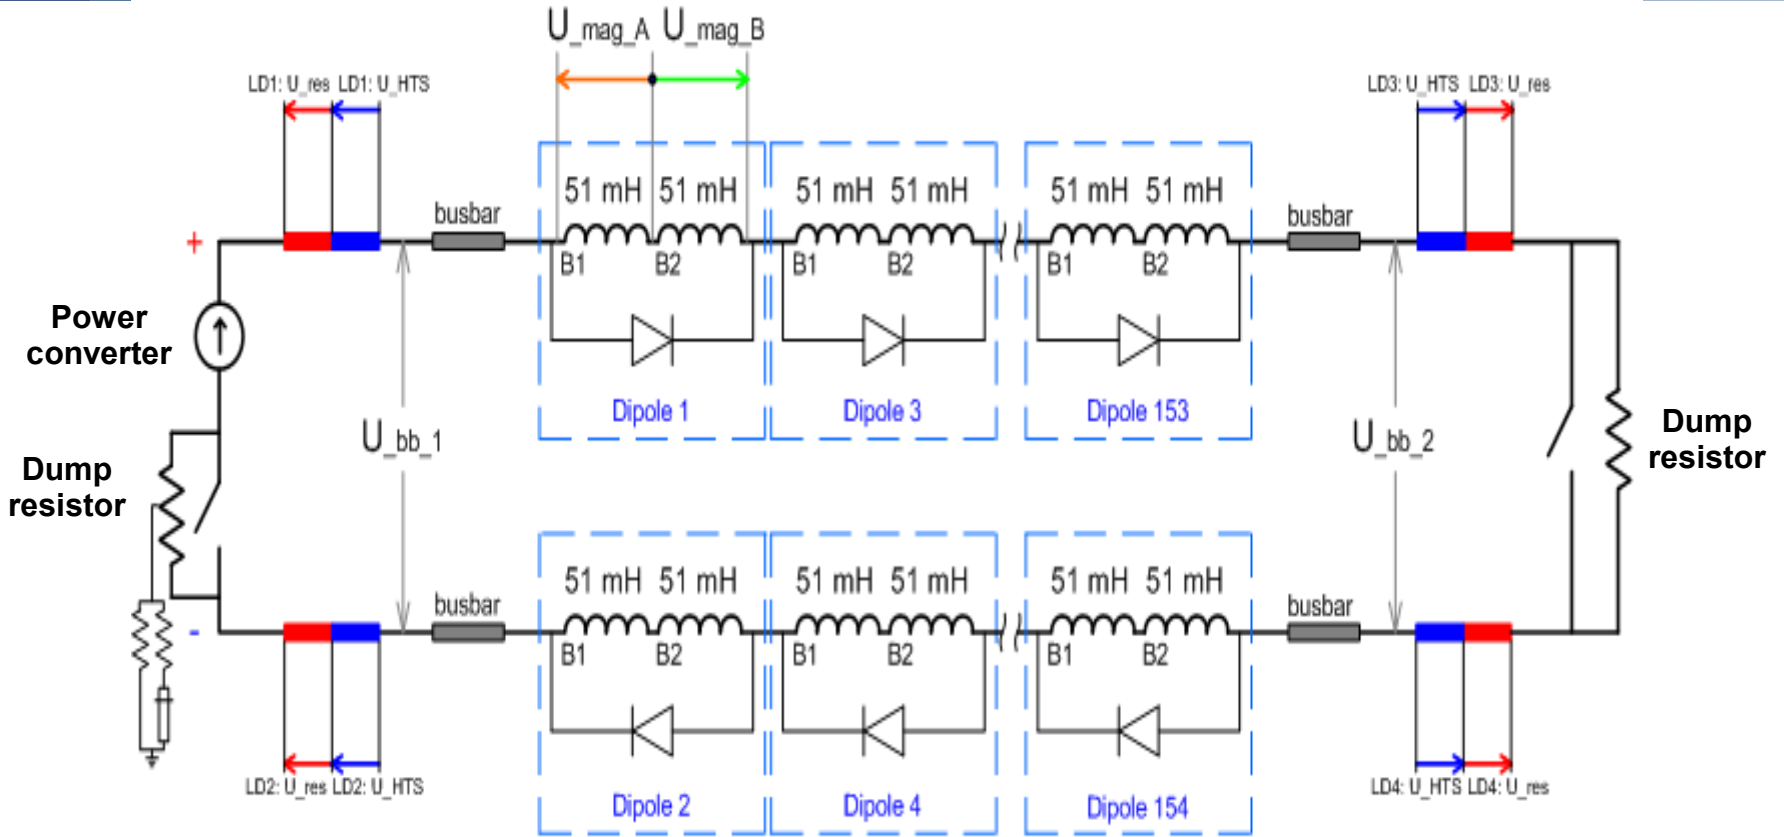 U_mag_A U_mag_B
LD1: U_res LD1: U_HTS
LD3: U_HTS LD3: U_res
51 mH 51 mH
51 mH 51 mH
51 mH 51 mH
busbar
busbar
+
B1 B2
B1 B2
B1 B2
Power
converter
Dipole 1
Dipole 3
Dipole 153
U_bb_1
U_bb_2
Dump
resistor
Dump
resistor
51 mH 51 mH
51 mH 51 mH
51 mH 51 mH
busbar
busbar
-
B1 B2
B1 B2
B1 B2
LD2: U_res LD2: U_HTS
LD4: U_HTS LD4: U_res
Dipole 2
Dipole 4
Dipole 154